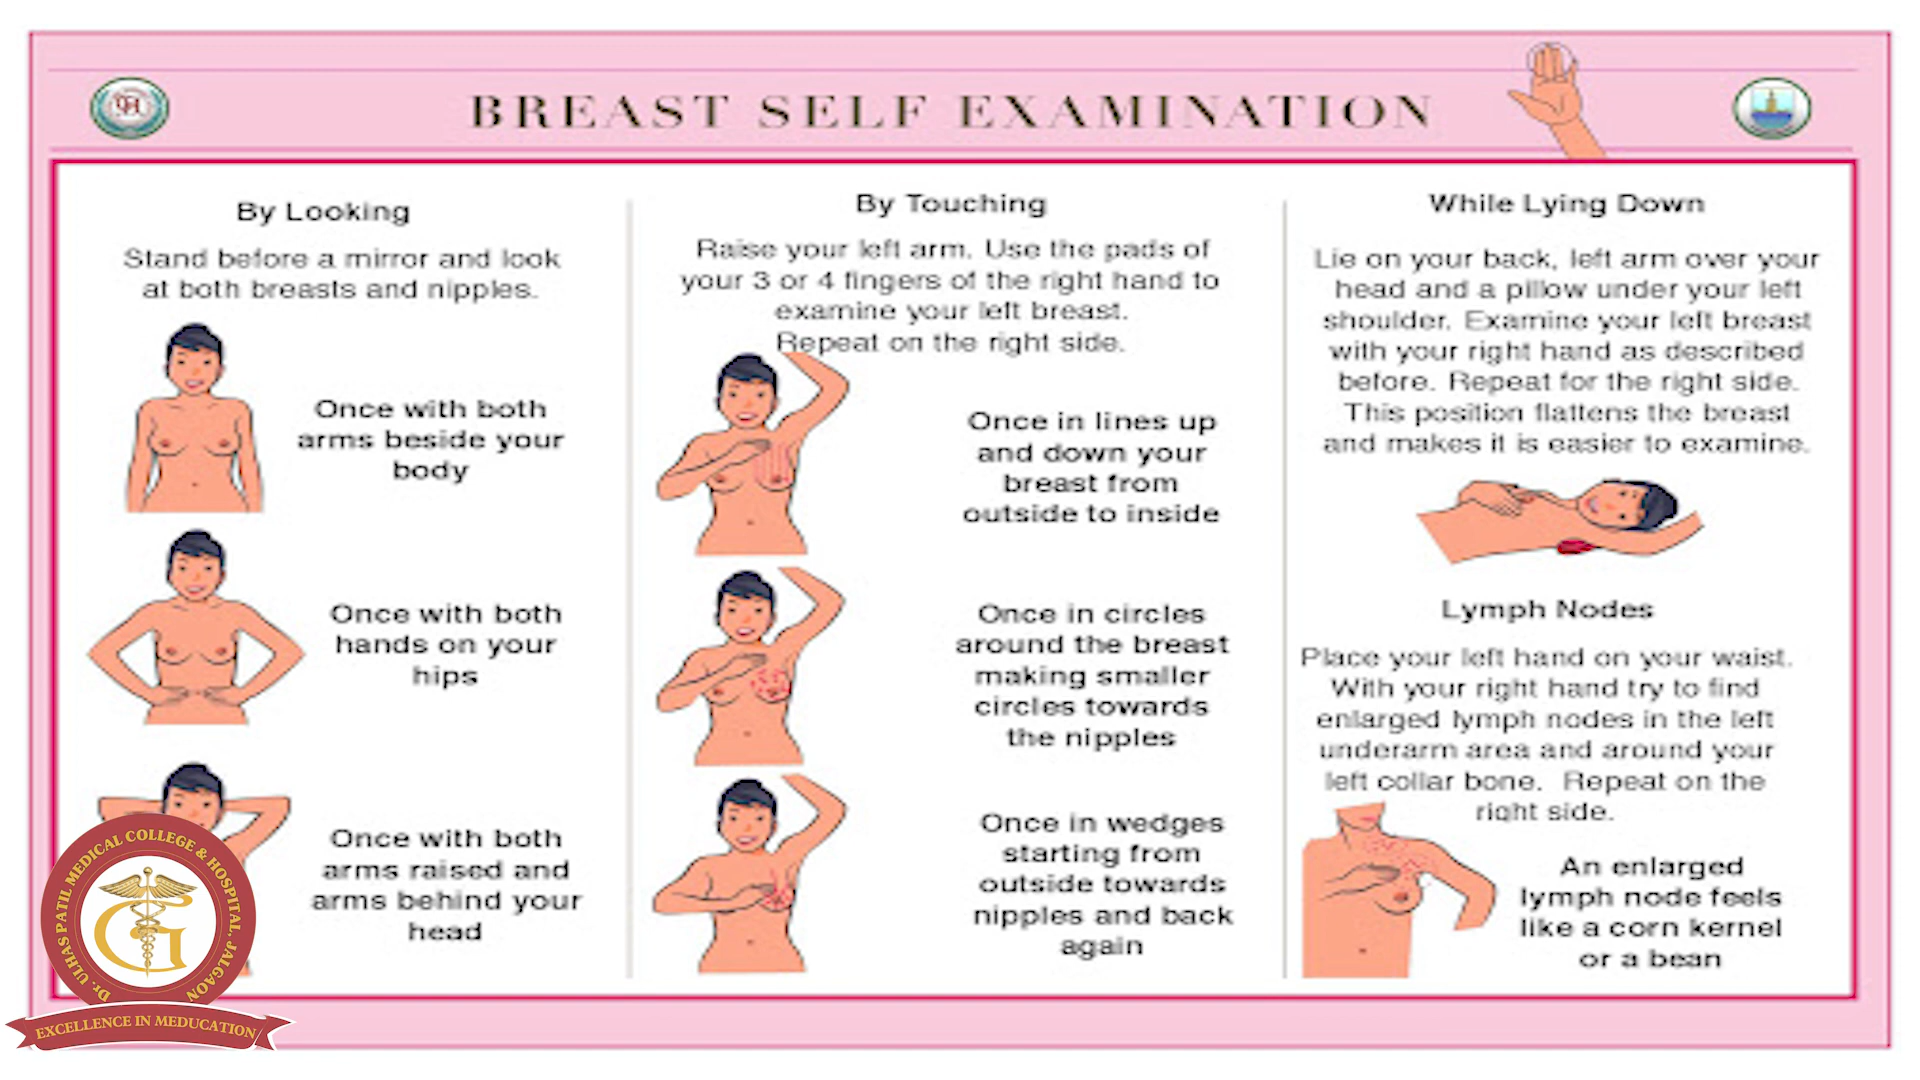 BREAST SELF EXAMINATION
By Looking
Stand before a mirror and look
at both breasts and nipples.
Once with both
arms beside your
body
Once with both
hands on your
hips
Once with both
arms raised and
arms behind your
head
By Touching
Raise your left arm. Use the pads of
your 3 or 4 fingers of the right hand to
examine your left breast.
Repeat on the right side.
Once in lines up
and down your
breast from
outside to inside
Once in circles
around the breast
making smaller
circles towards
the nipples
Once in wedges
starting from
outside towards
nipples and back
again
While Lying Down
Lie on your back, left arm over your
head and a pillow under your left
shoulder. Examine your left breast
with your right hand as described
before. Repeat for the right side.
This position flattens the breast
and makes it is easier to examine.
Lymph Nodes
Place your left hand on your waist.
With your right hand try to find
enlarged lymph nodes in the left
underarm area and around your
left collar bone. Repeat on the
right side.
An enlarged
lymph node feels
like a corn kernel
or a bean
Dr. ULHAS PATIL MEDICAL COLLEGE & HOSPITAL, JALGAON
G
EXCELLENCE IN MEDUCATION